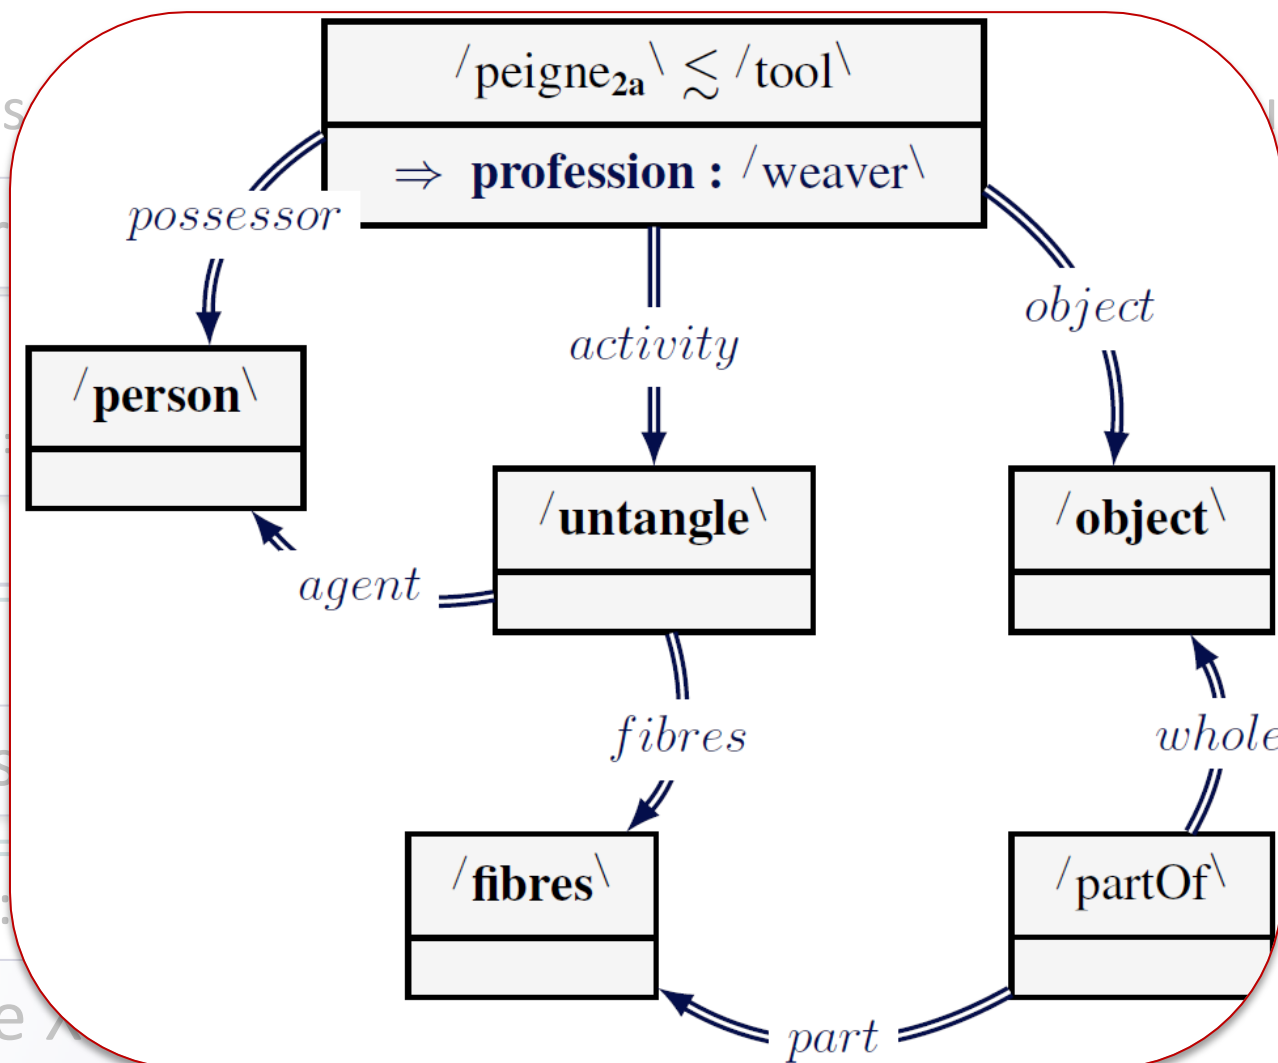 /peigne2a\ ≲ /tool\
⇒ profession : /weaver\
possessor
object
activity
/person\
/untangle\
/object\
agent
fibres
whole
/fibres\
/partOf\
part